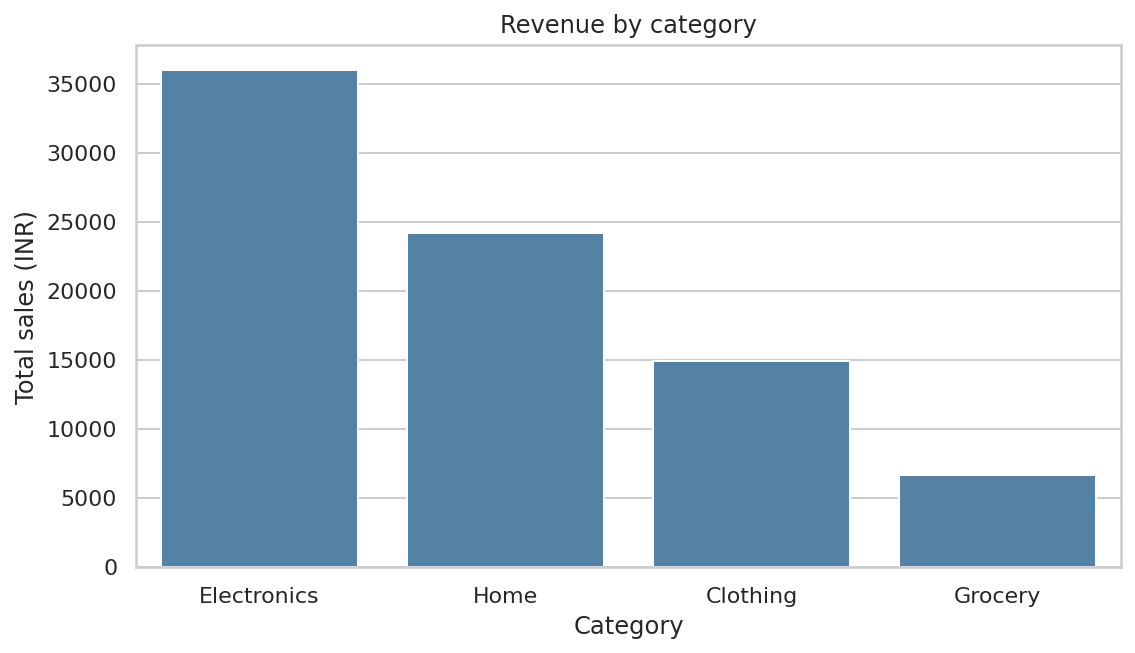 Revenue by category
Total sales (INR)
35000
30000
25000
20000
15000
10000
5000
0
Electronics Home Clothing Grocery
Category